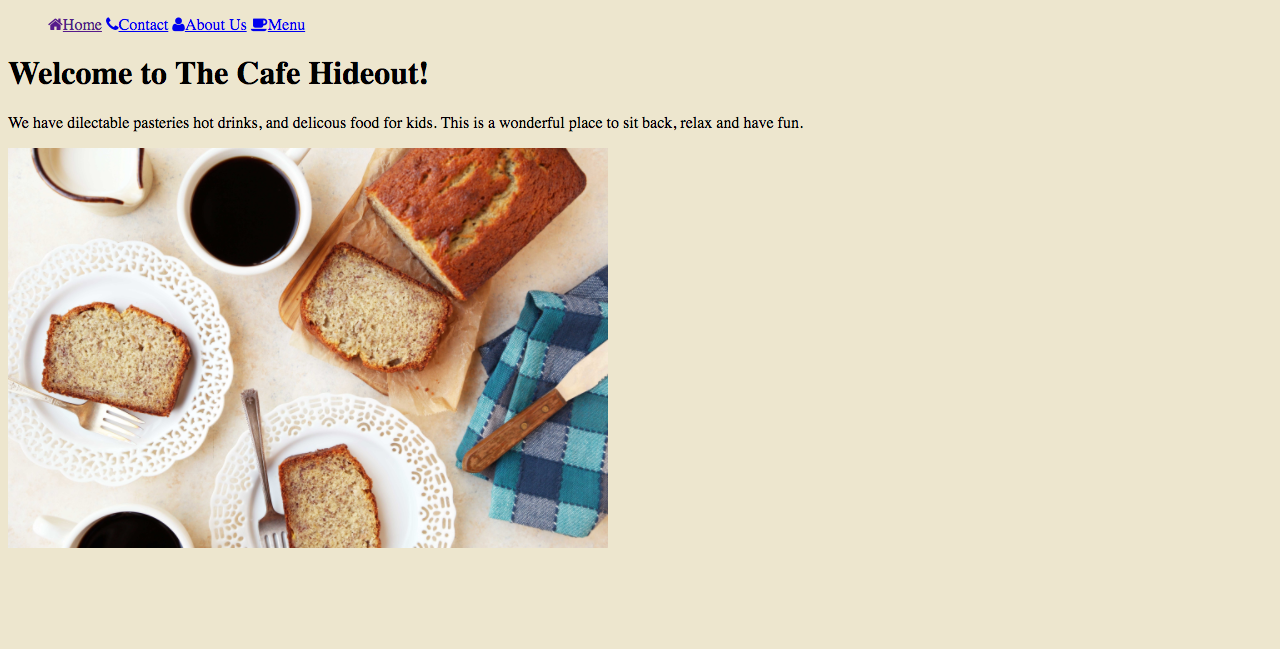 Home Contact About Us Menu
Welcome to The Cafe Hideout!
We have dilectable pasteries hot drinks, and delicous food for kids. This is a wonderful place to sit back, relax and have fun.